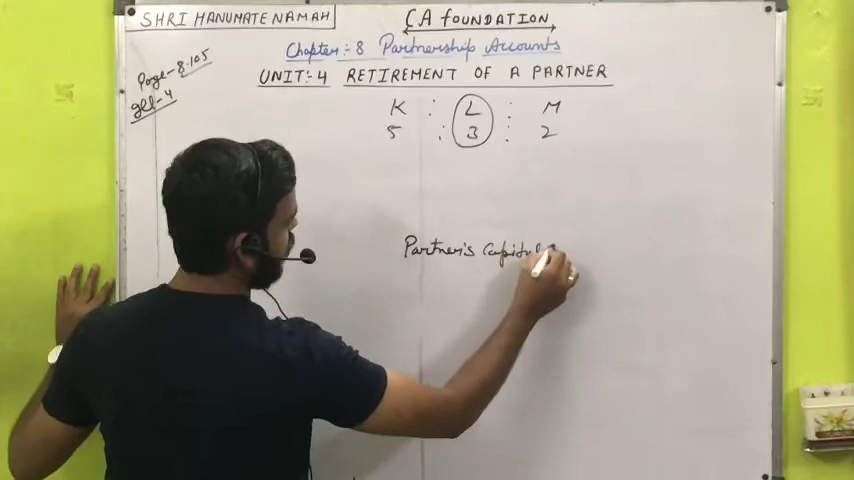 SHRI HANUMATE NAMAH
CA FOUNDATION
Chapter:- 8 Partnership Accounts
UNIT:- 4 RETIREMENT OF A PARTNER
Page-8.105
Ill-4
K : L : M
5 : 3 : 2
Partner's Capital